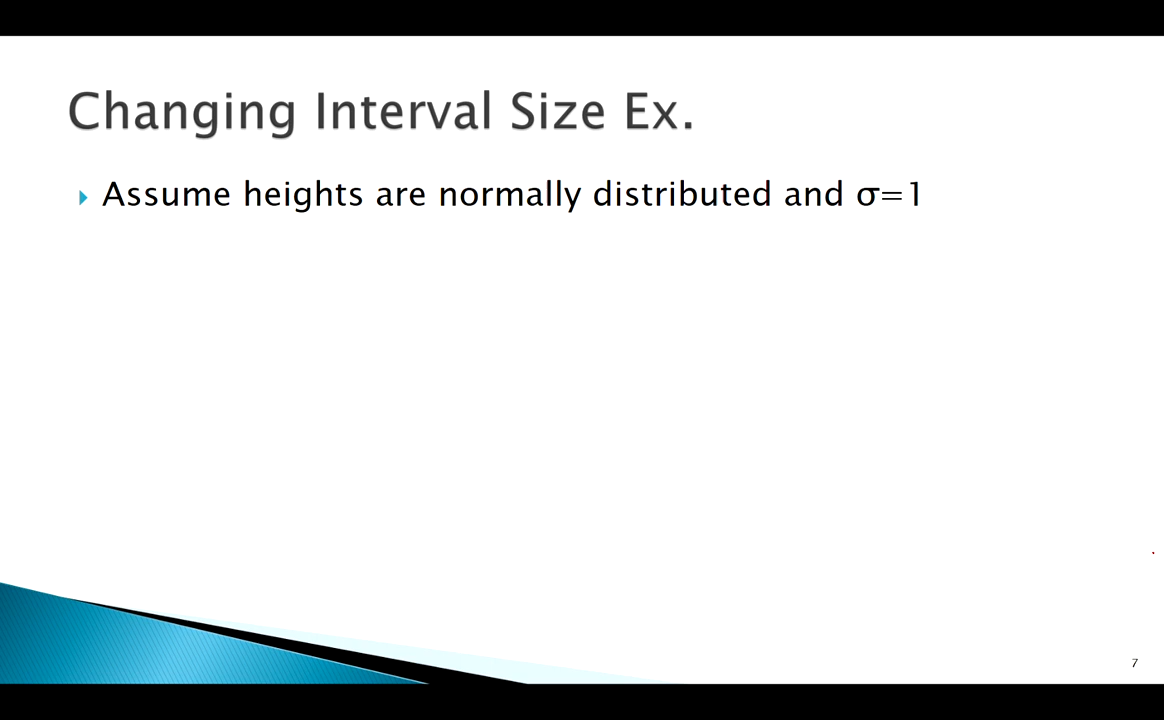 Changing Interval Size Ex.
Assume heights are normally distributed and σ=1
7